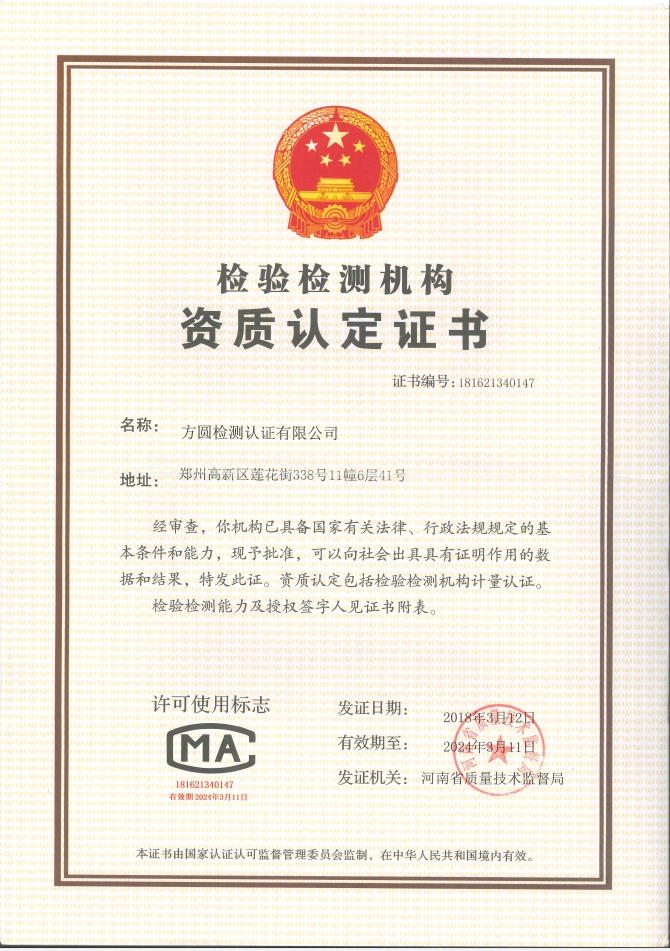 检验检测机构
资质认定证书
证书编号:181621340147
名称: 方圆检测认证有限公司
地址: 郑州高新区莲花街338号11幢6层41号
经审查，你机构已具备国家有关法律、行政法规规定的基
本条件和能力，现予批准，可以向社会出具具有证明作用的数
据和结果，特发此证。资质认定包括检验检测机构计量认证。
检验检测能力及授权签字人见证书附表。
许可使用标志
CMA
181621340147
有效期2024年3月11日
发证日期: 2018年3月12日
有效期至: 2024年3月11日
发证机关: 河南省质量技术监督局
河南省质量技术监督局
本证书由国家认证认可监督管理委员会监制，在中华人民共和国境内有效。